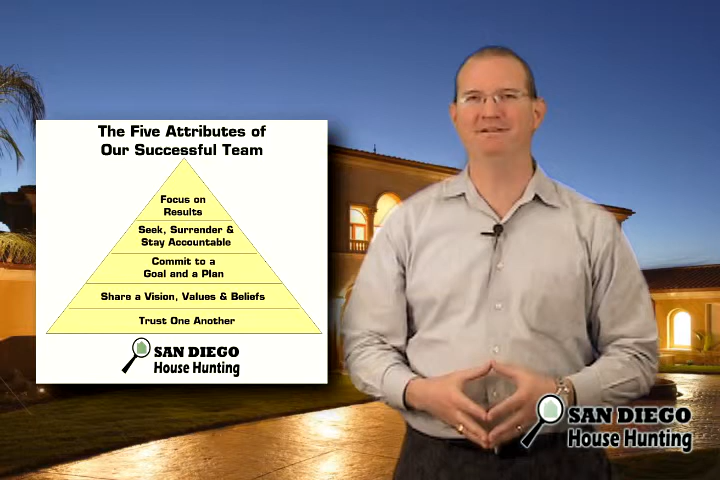 The Five Attributes of
Our Successful Team
Focus on
Results
Seek, Surrender &
Stay Accountable
Commit to a
Goal and a Plan
Share a Vision, Values & Beliefs
Trust One Another
SAN DIEGO
House Hunting
SAN DIEGO
House Hunting